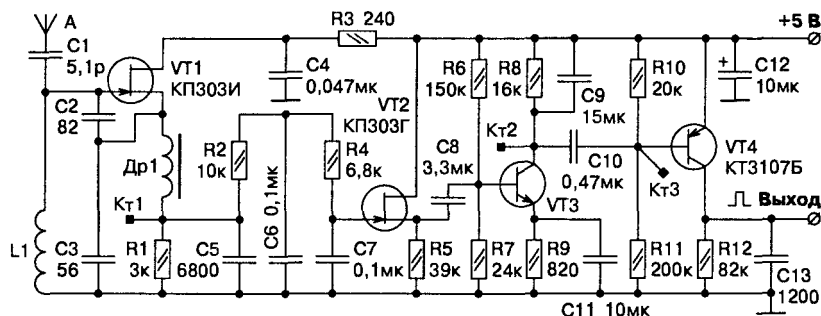 А
C1
5,1р
R3 240
+5 В
VT1
КП303И
C4
0,047мк
R6
150к
R8
16к
C9
15мк
R10
20к
+
C12
10мк
C2
82
VT2
КП303Г
Др1
R2
10к
R4
6,8к
C8
3,3мк
Кт2
C10
0,47мк
Кт3
VT4
КТ3107Б
Кт1
VT3
Выход
L1
C3
56
R1
3к
C5
6800
C6 0,1мк
C7
0,1мк
R5
39к
R7
24к
R9
820
R11
200к
R12
82к
C13
1200
C11 10мк